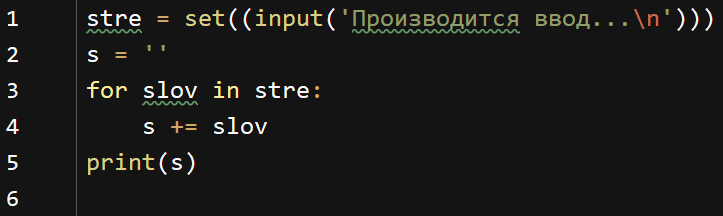 1 stre = set((input('Производится ввод...\n')))
2 s = ''
3 for slov in stre:
4     s += slov
5 print(s)
6